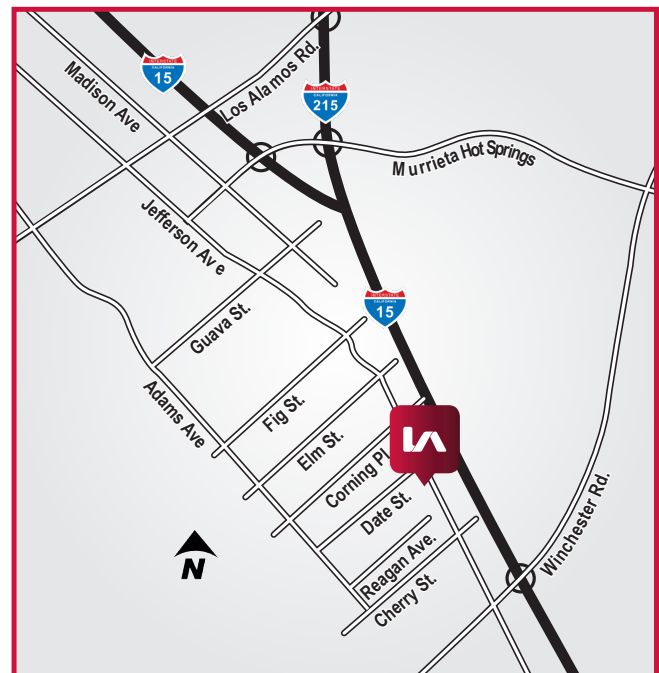 INTERSTATE
CALIFORNIA
15
Los Alamos Rd.
Madison Ave
INTERSTATE
CALIFORNIA
215
Murrieta Hot Springs
Jefferson Ave
INTERSTATE
CALIFORNIA
15
Guava St.
Adams Ave
Fig St.
Elm St.
Corning Pl
Date St.
Winchester Rd.
Reagan Ave.
Cherry St.
N